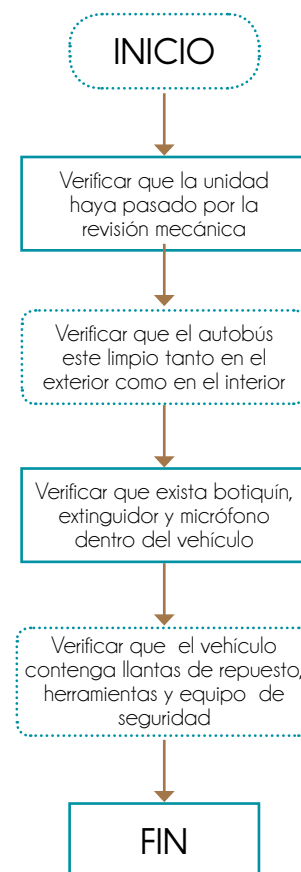 INICIO
Verificar que la unidad
haya pasado por la
revisión mecánica
Verificar que el autobús
este limpio tanto en el
exterior como en el interior
Verificar que exista botiquín,
extinguidor y micrófono
dentro del vehículo
Verificar que el vehículo
contenga llantas de repuesto,
herramientas y equipo de
seguridad
FIN